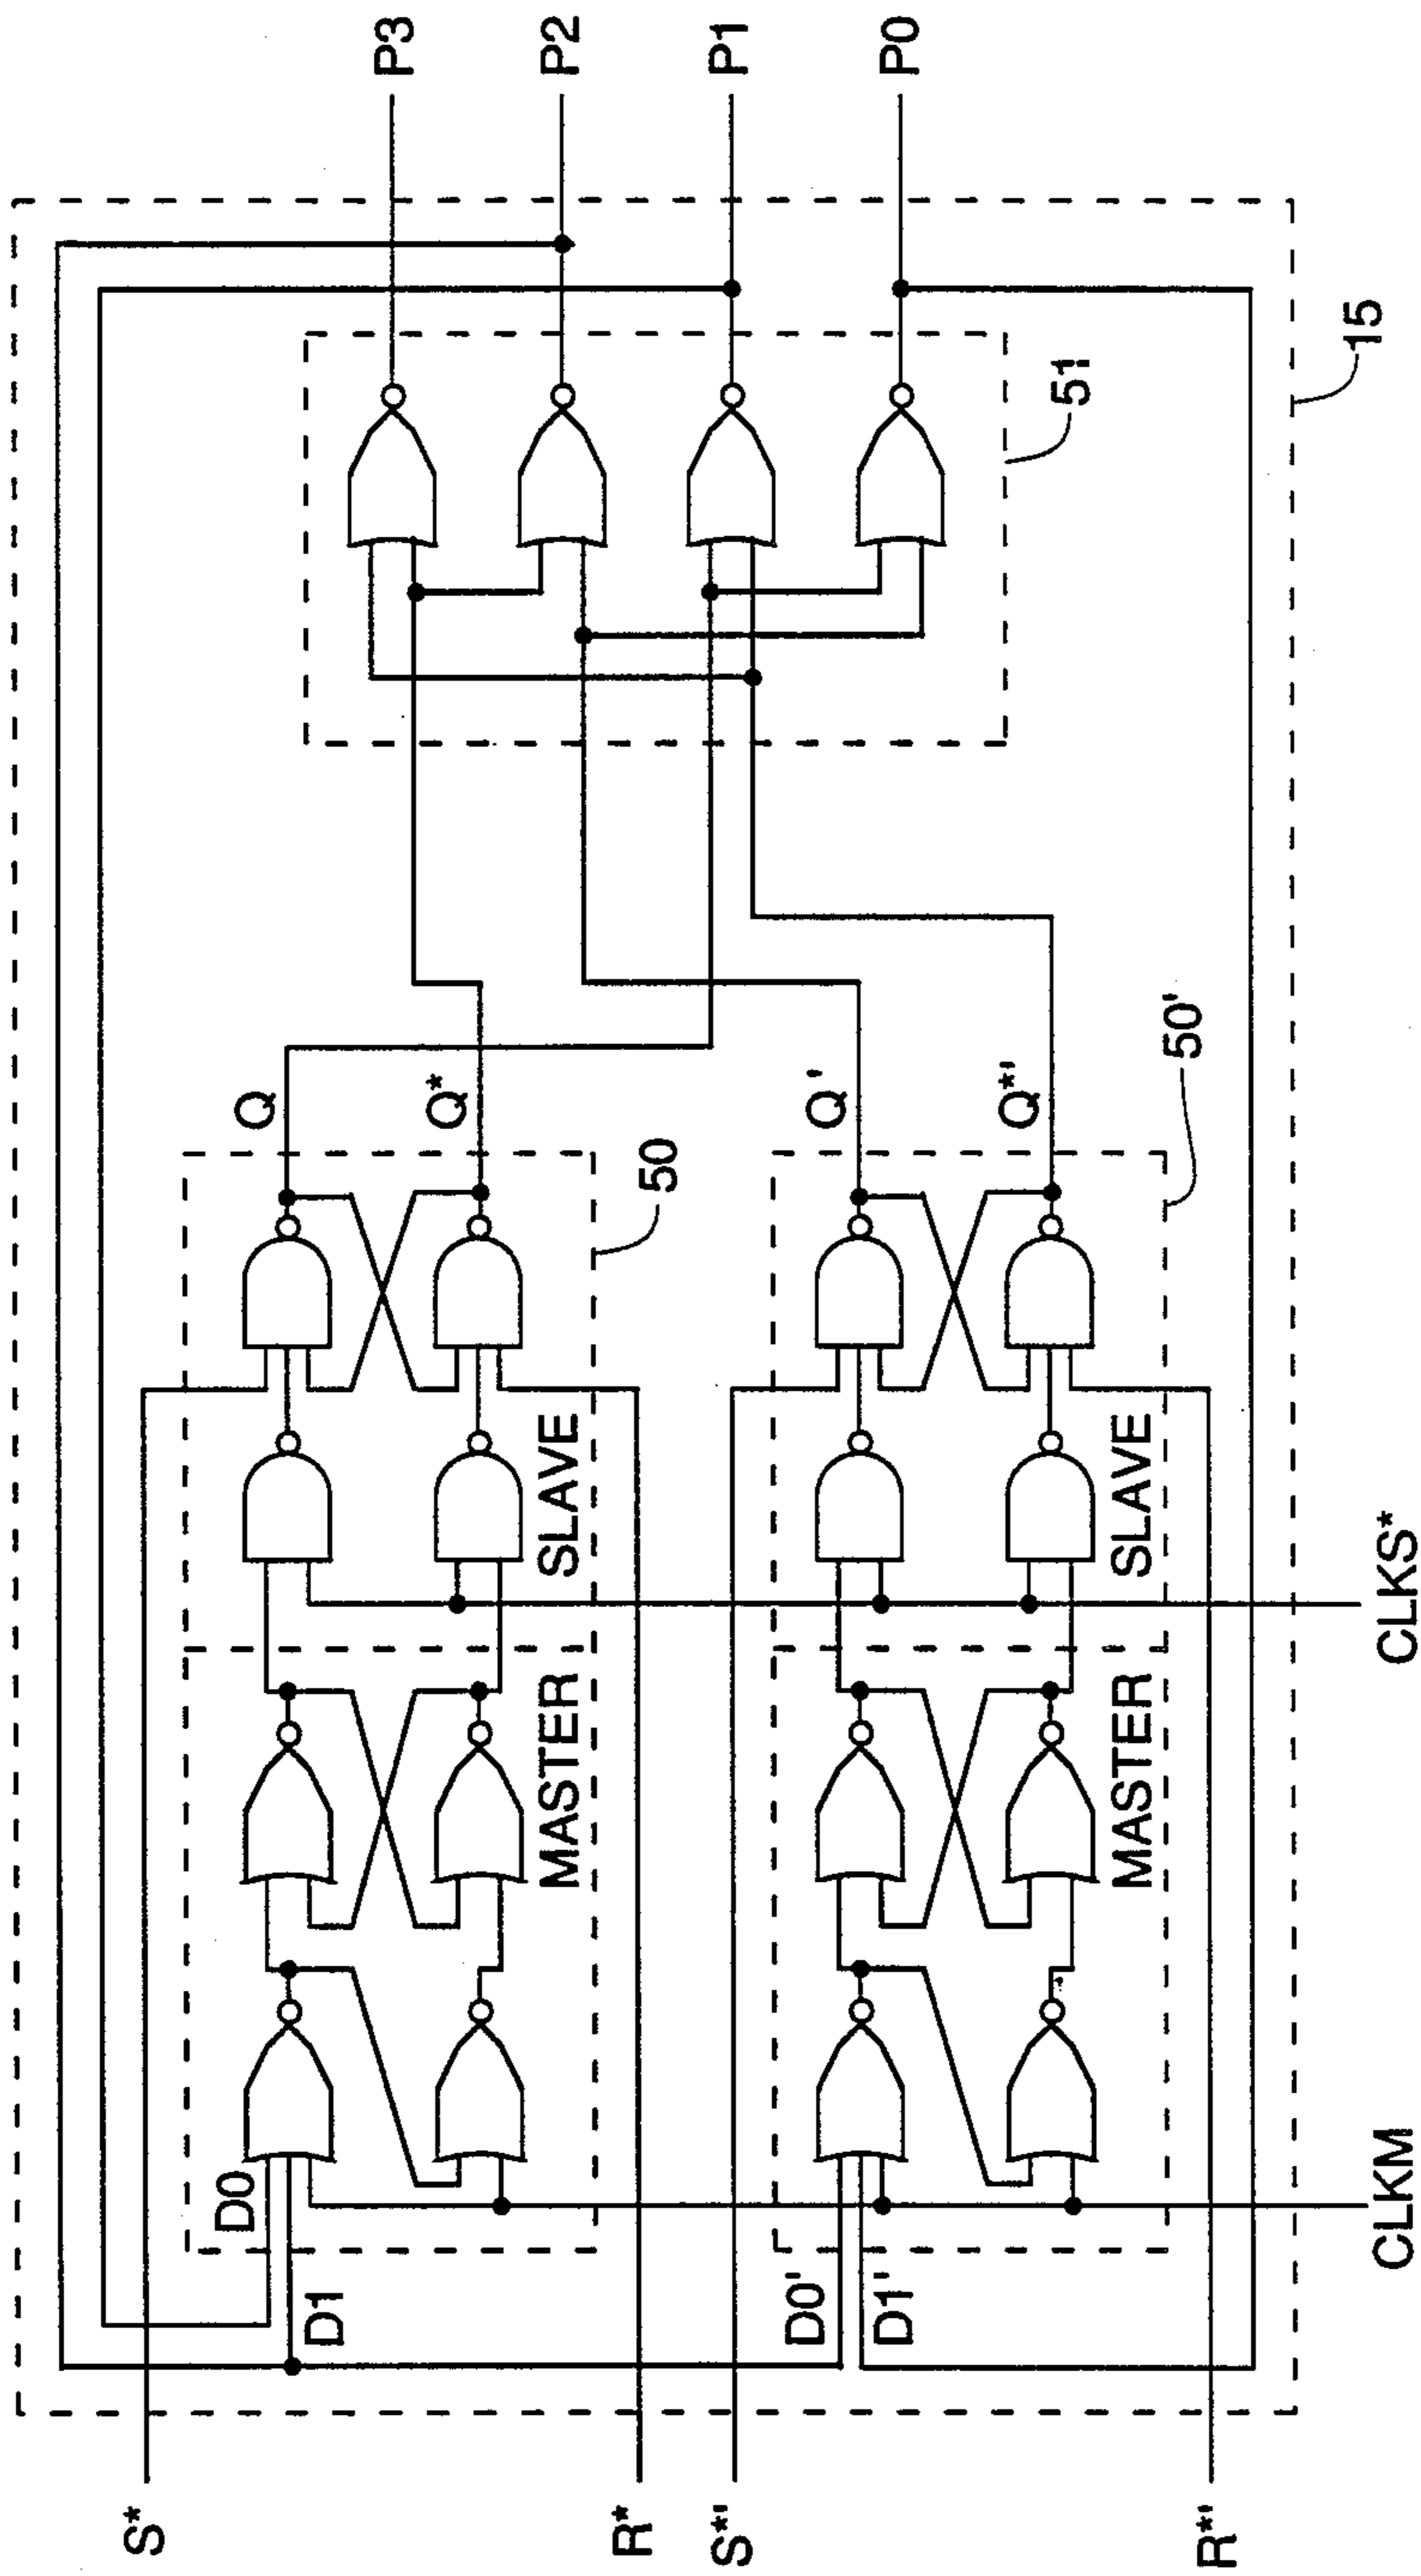 P3
P2
P1
P0
15
51
Q
Q*
Q'
Q*'
50
50'
SLAVE
SLAVE
MASTER
MASTER
CLKS*
CLKM
D0
D1
D0'
D1'
S*
R*
S*'
R*'